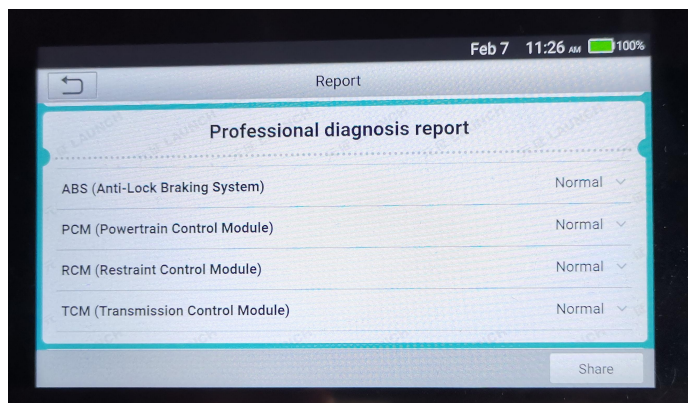 Feb 7 11:26 AM 100%
Report
Professional diagnosis report
ABS (Anti-Lock Braking System) Normal
PCM (Powertrain Control Module) Normal
RCM (Restraint Control Module) Normal
TCM (Transmission Control Module) Normal
Share